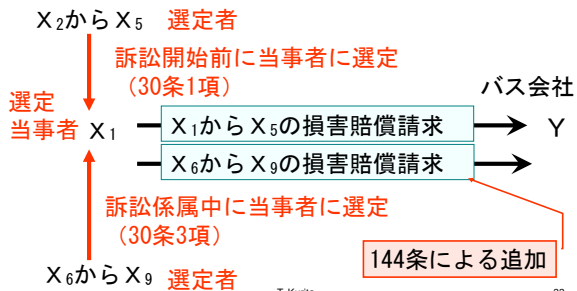 X₂からX₅ 選定者
訴訟開始前に当事者に選定
(30条1項)
バス会社
選定
当事者 X₁
X₁からX₅の損害賠償請求
Y
X₆からX₉の損害賠償請求
訴訟係属中に当事者に選定
(30条3項)
144条による追加
X₆からX₉ 選定者